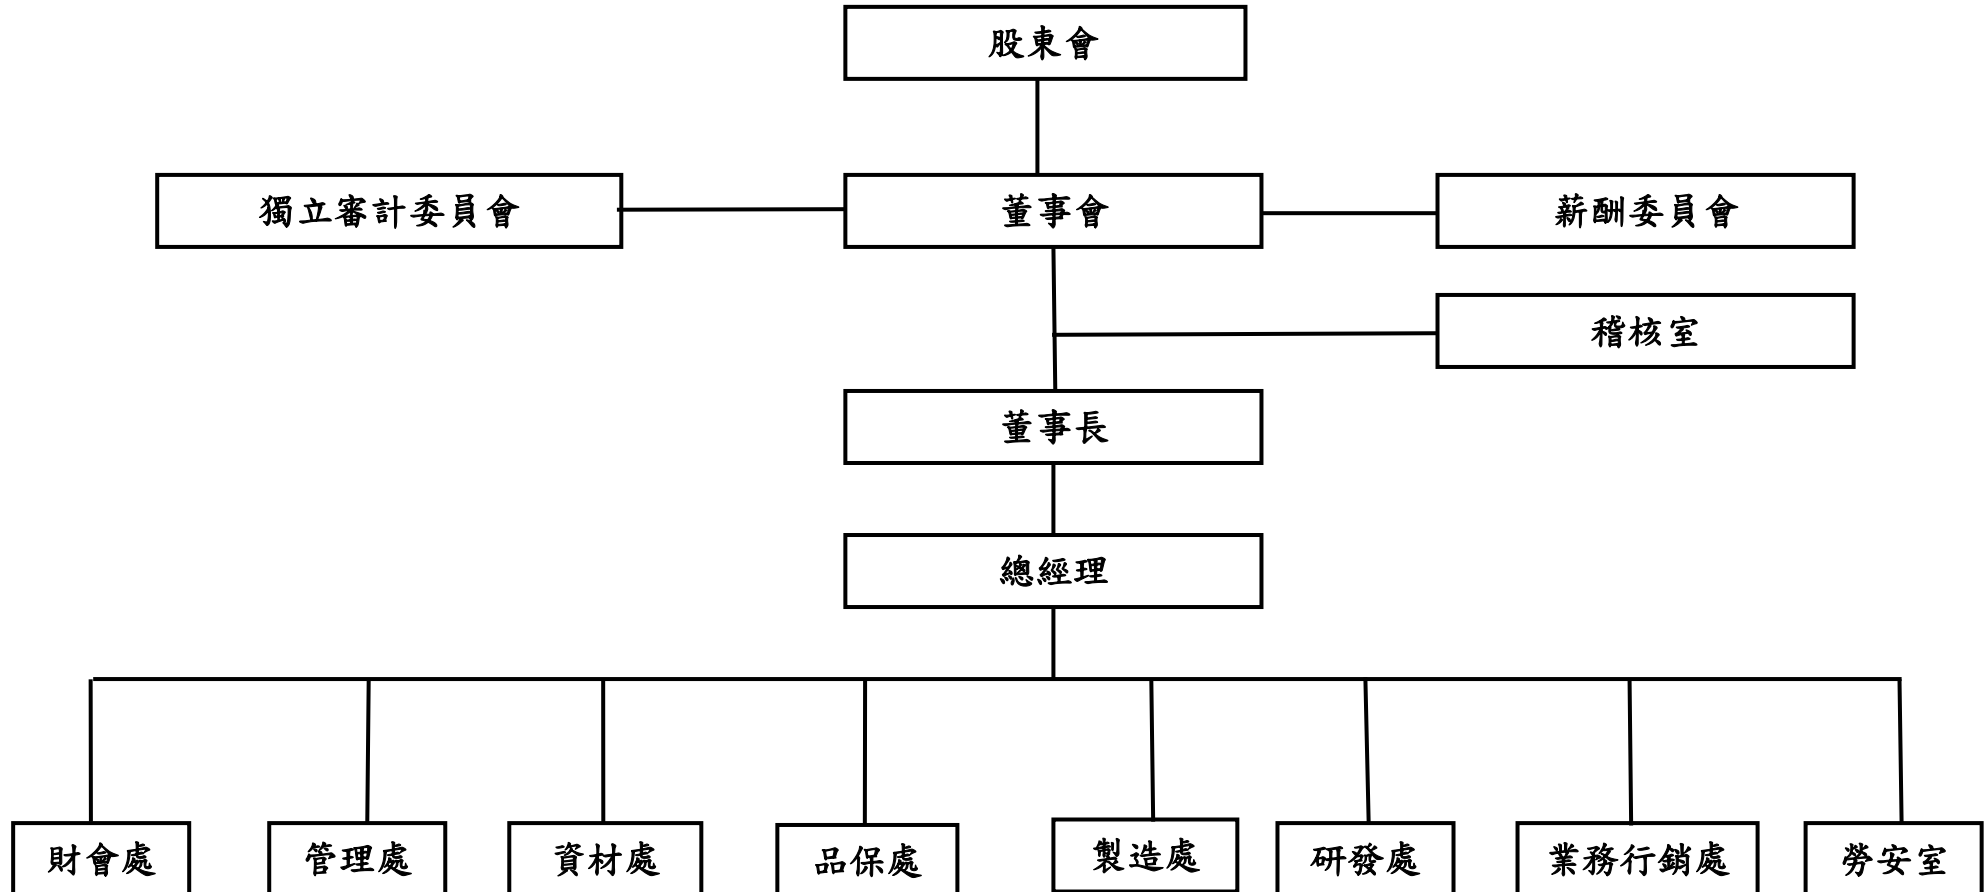 股東會
獨立審計委員會
董事會
薪酬委員會
稽核室
董事長
總經理
財會處
管理處
資材處
品保處
製造處
研發處
業務行銷處
勞安室